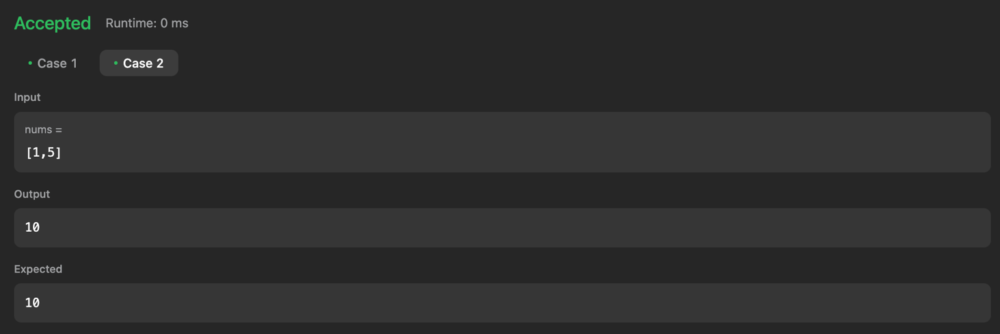 Accepted Runtime: 0 ms
• Case 1 • Case 2
Input
nums =
[1,5]
Output
10
Expected
10